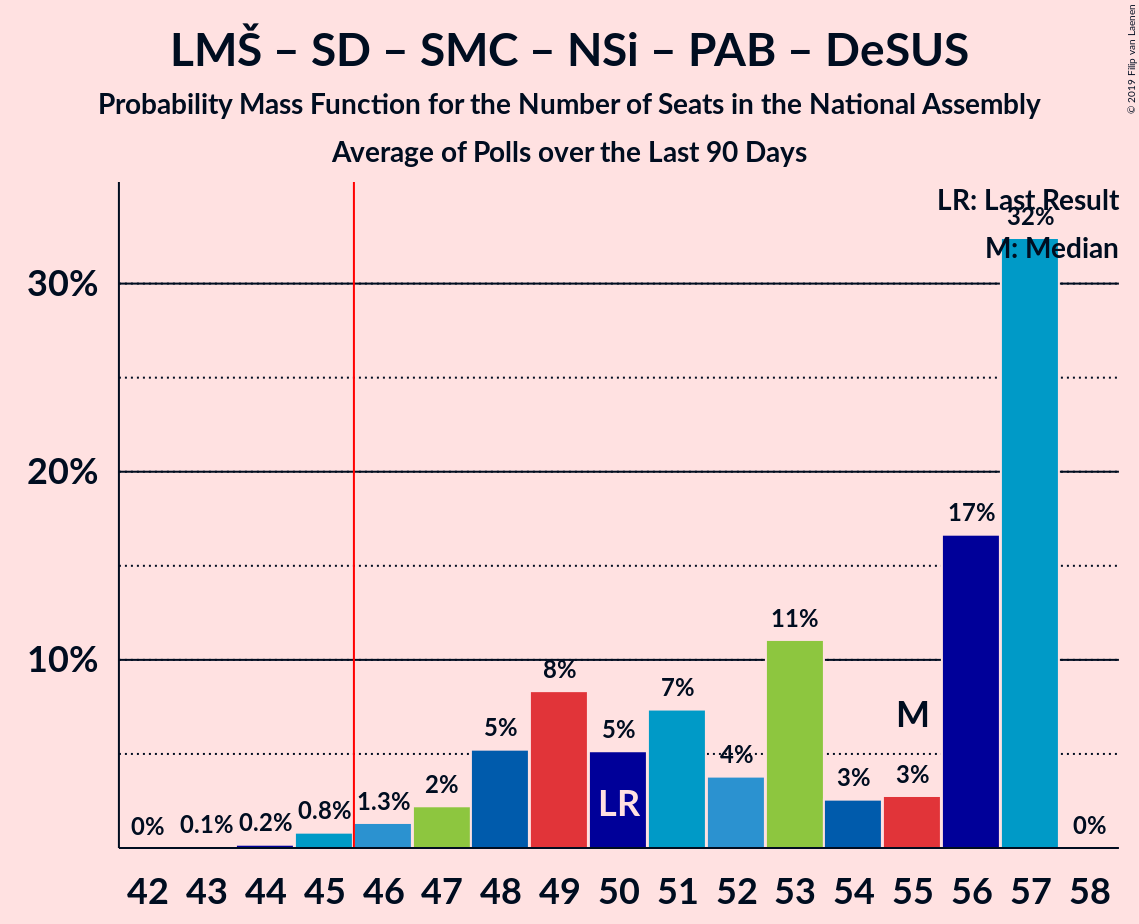 LMŠ – SD – SMC – NSi – PAB – DeSUS
Probability Mass Function for the Number of Seats in the National Assembly
Average of Polls over the Last 90 Days
© 2019 Filip van Laenen
LR: Last Result
M: Median
32%
30%
20%
17%
11%
10%
8%
7%
M
5%
5%
4%
3%
3%
2%
1.3%
0.8%
LR
0%
0.1%
0.2%
0%
42 43 44 45 46 47 48 49 50 51 52 53 54 55 56 57 58